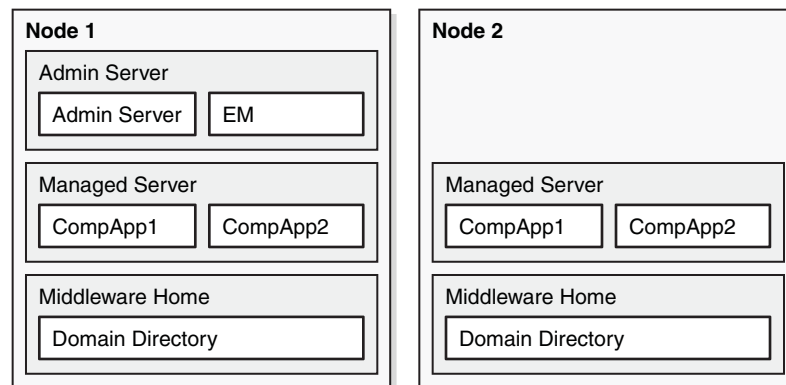 Node 1
Admin Server
Admin Server
EM
Managed Server
CompApp1
CompApp2
Middleware Home
Domain Directory
Node 2
Managed Server
CompApp1
CompApp2
Middleware Home
Domain Directory